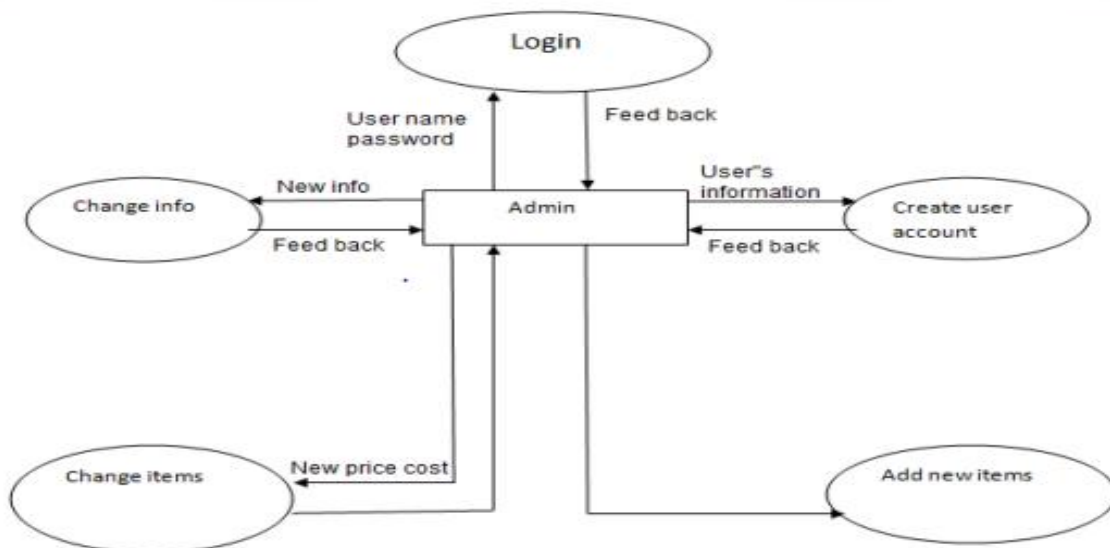 Login
User name
password
Feed back
New info
User"s
information
Change info
Admin
Create user
account
Feed back
Feed back
Change items
New price cost
Add new items